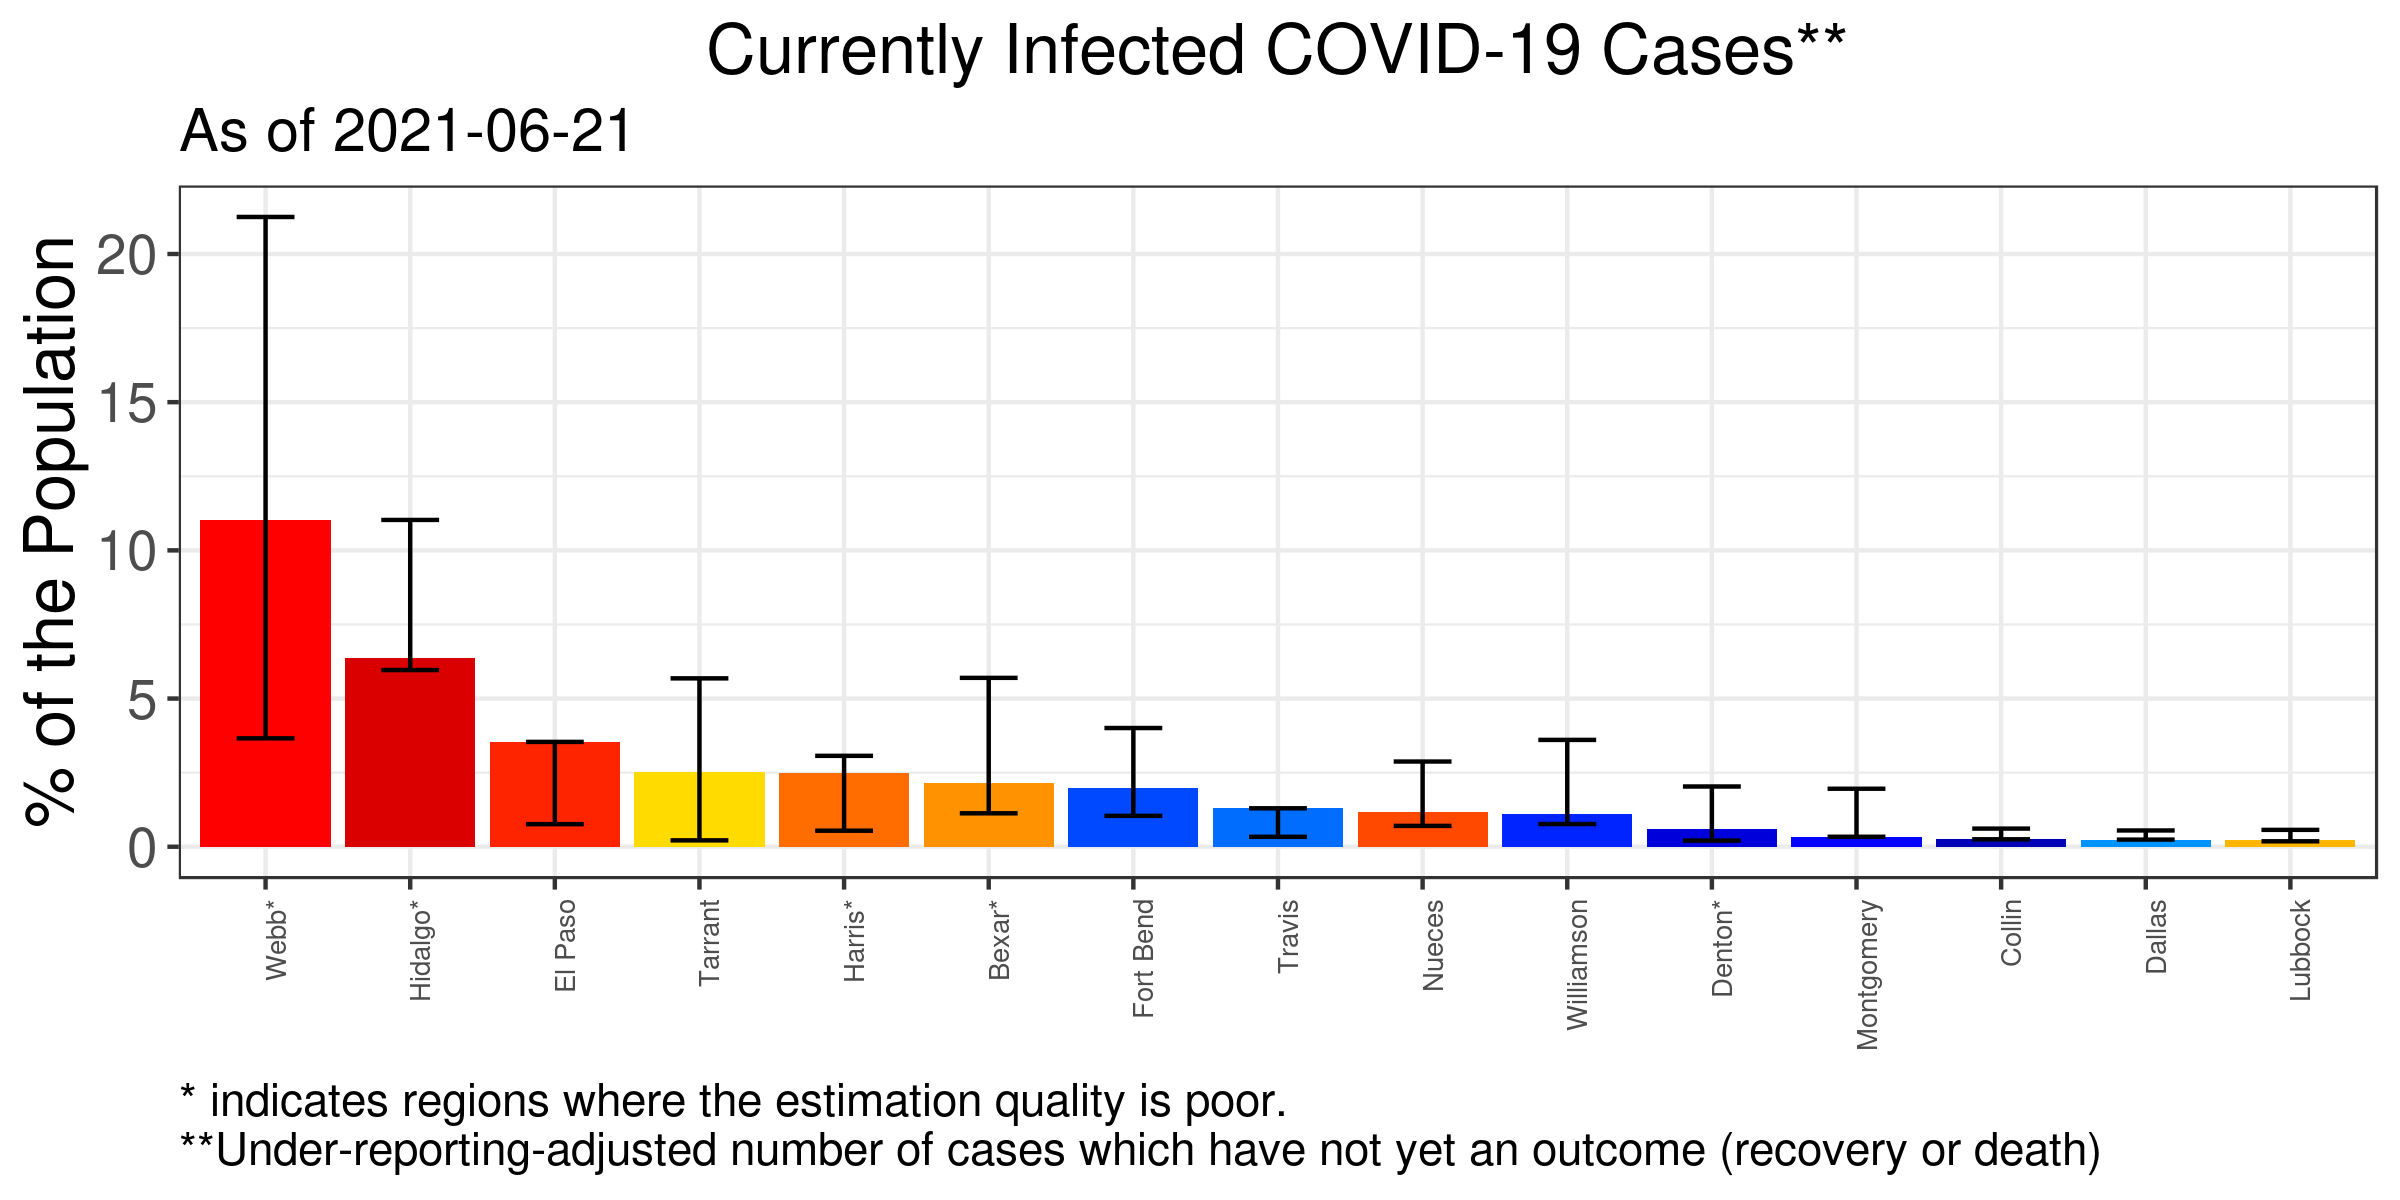 Currently Infected COVID-19 Cases**
As of 2021-06-21
% of the Population
20
15
10
5
0
Webb*
Hidalgo*
El Paso
Tarrant
Harris*
Bexar*
Fort Bend
Travis
Nueces
Williamson
Denton*
Montgomery
Collin
Dallas
Lubbock
* indicates regions where the estimation quality is poor.
**Under-reporting-adjusted number of cases which have not yet an outcome (recovery or death)